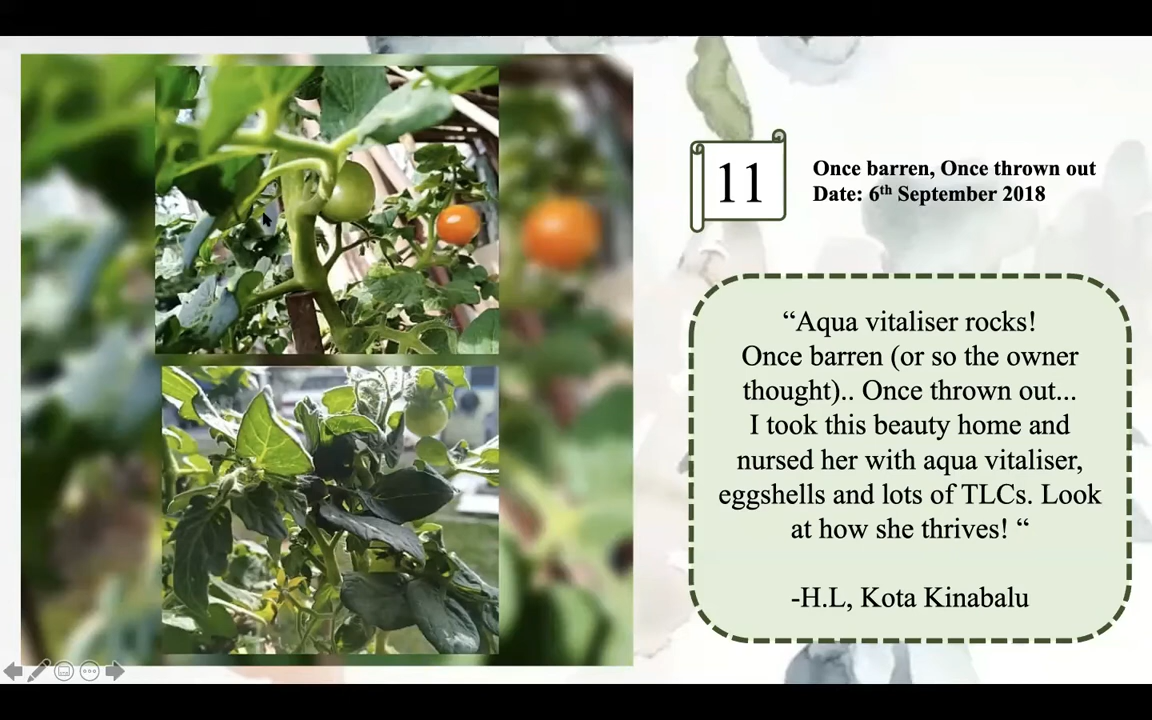 11
Once barren, Once thrown out
Date: 6th September 2018
“Aqua vitaliser rocks!
Once barren (or so the owner
thought).. Once thrown out...
I took this beauty home and
nursed her with aqua vitaliser,
eggshells and lots of TLCs. Look
at how she thrives! “
-H.L, Kota Kinabalu